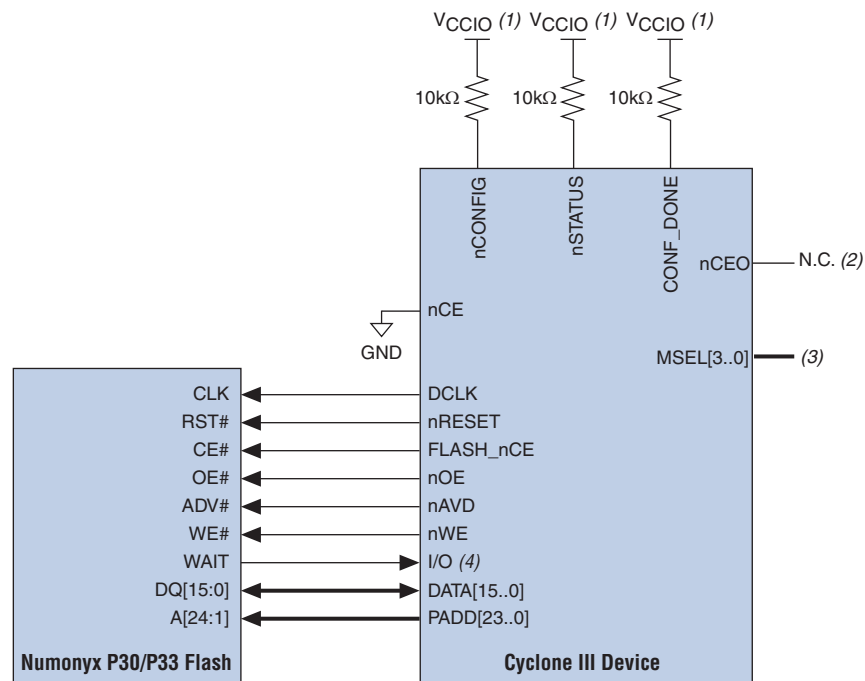 VCCIO (1) VCCIO (1) VCCIO (1)
10kΩ 10kΩ 10kΩ
nCONFIG
nSTATUS
CONF_DONE
nCEO N.C. (2)
nCE
GND
MSEL[3..0] (3)
CLK DCLK
RST# nRESET
CE# FLASH_nCE
OE# nOE
ADV# nAVD
WE# nWE
WAIT I/O (4)
DQ[15:0] DATA[15..0]
A[24:1] PADD[23..0]
Numonyx P30/P33 Flash Cyclone III Device